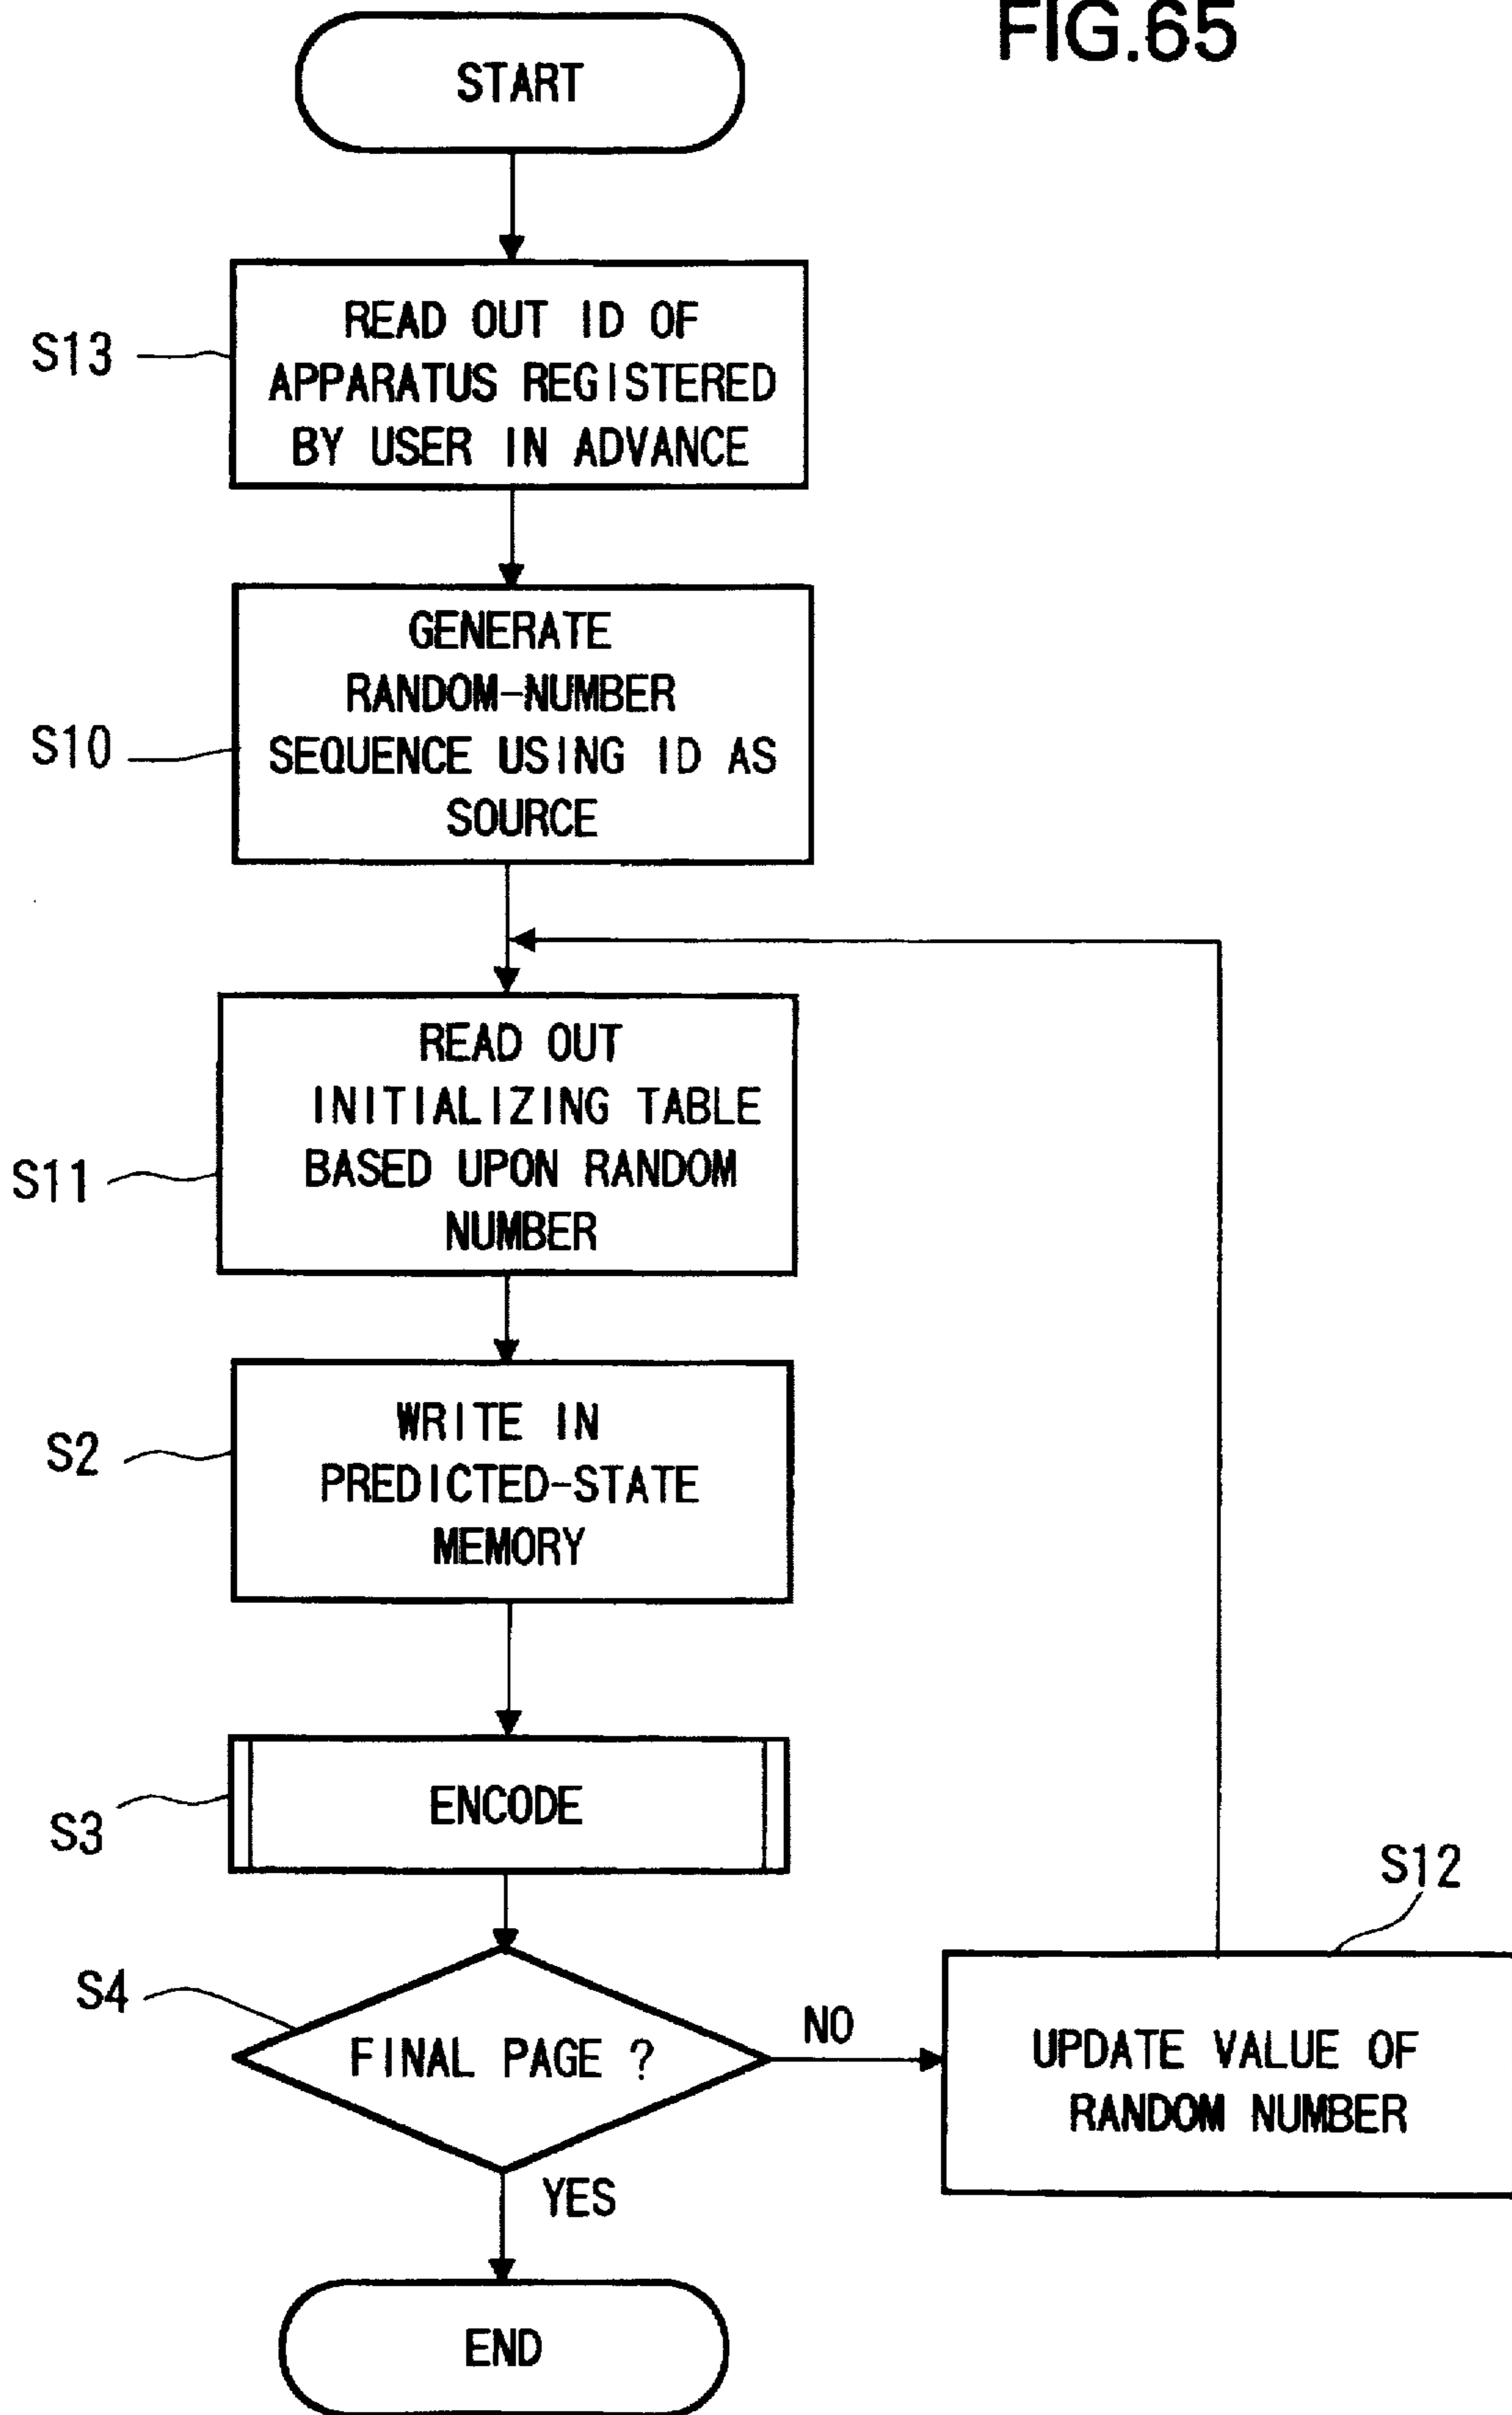 FIG.65
START
S13
READ OUT ID OF
APPARATUS REGISTERED
BY USER IN ADVANCE
S10
GENERATE
RANDOM-NUMBER
SEQUENCE USING ID AS
SOURCE
S11
READ OUT
INITIALIZING TABLE
BASED UPON RANDOM
NUMBER
S2
WRITE IN
PREDICTED-STATE
MEMORY
S3
ENCODE
S4
FINAL PAGE ?
NO
S12
UPDATE VALUE OF
RANDOM NUMBER
YES
END